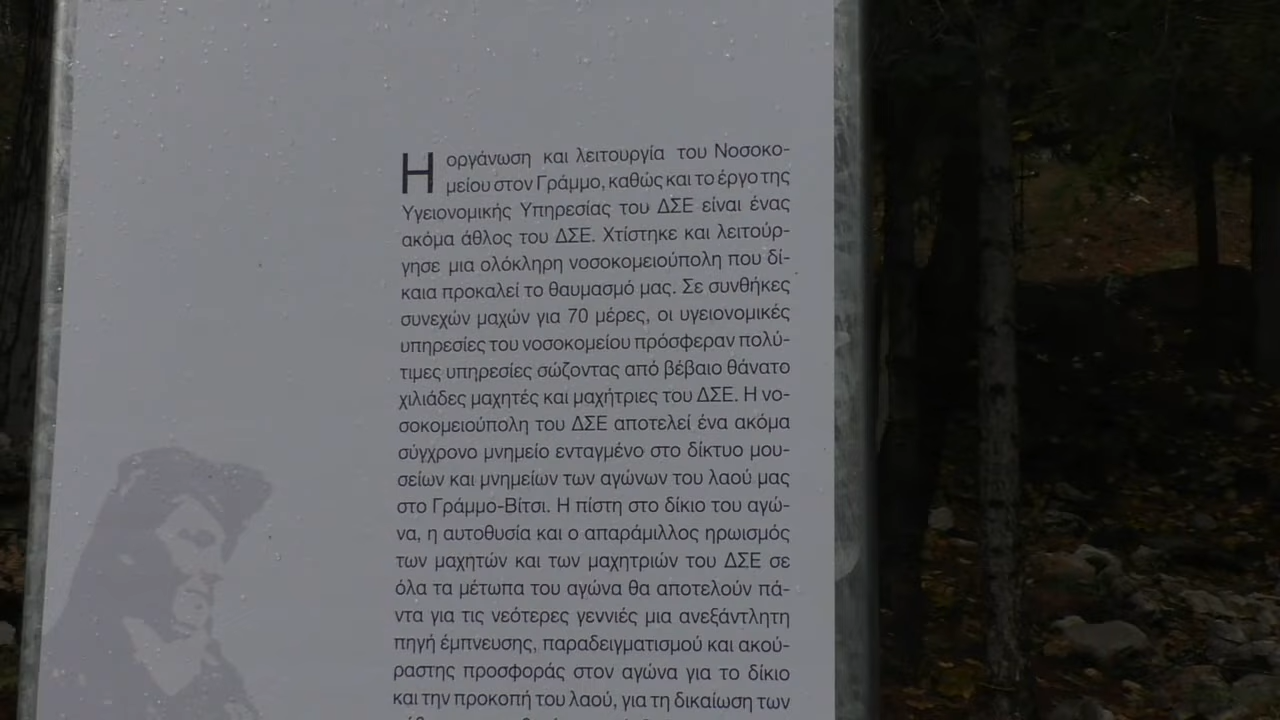 Η οργάνωση και λειτουργία του Νοσοκο-
μείου στον Γράμμο, καθώς και το έργο της
Υγειονομικής Υπηρεσίας του ΔΣΕ είναι ένας
ακόμα άθλος του ΔΣΕ. Χτίστηκε και λειτούρ-
γησε μια ολόκληρη νοσοκομειούπολη που δί-
καια προκαλεί το θαυμασμό μας. Σε συνθήκες
συνεχών μαχών για 70 μέρες, οι υγειονομικές
υπηρεσίες του νοσοκομείου πρόσφεραν πολύ-
τιμες υπηρεσίες σώζοντας από βέβαιο θάνατο
χιλιάδες μαχητές και μαχήτριες του ΔΣΕ. Η νο-
σοκομειούπολη του ΔΣΕ αποτελεί ένα ακόμα
σύγχρονο μνημείο ενταγμένο στο δίκτυο μου-
σείων και μνημείων των αγώνων του λαού μας
στο Γράμμο-Βίτσι. Η πίστη στο δίκιο του αγώ-
να, η αυτοθυσία και ο απαράμιλλος ηρωισμός
των μαχητών και των μαχητριών του ΔΣΕ σε
όλα τα μέτωπα του αγώνα θα αποτελούν πά-
ντα για τις νεότερες γεννιές μια ανεξάντλητη
πηγή έμπνευσης, παραδειγματισμού και ακού-
ραστης προσφοράς στον αγώνα για το δίκιο
και την προκοπή του λαού, για τη δικαίωση των